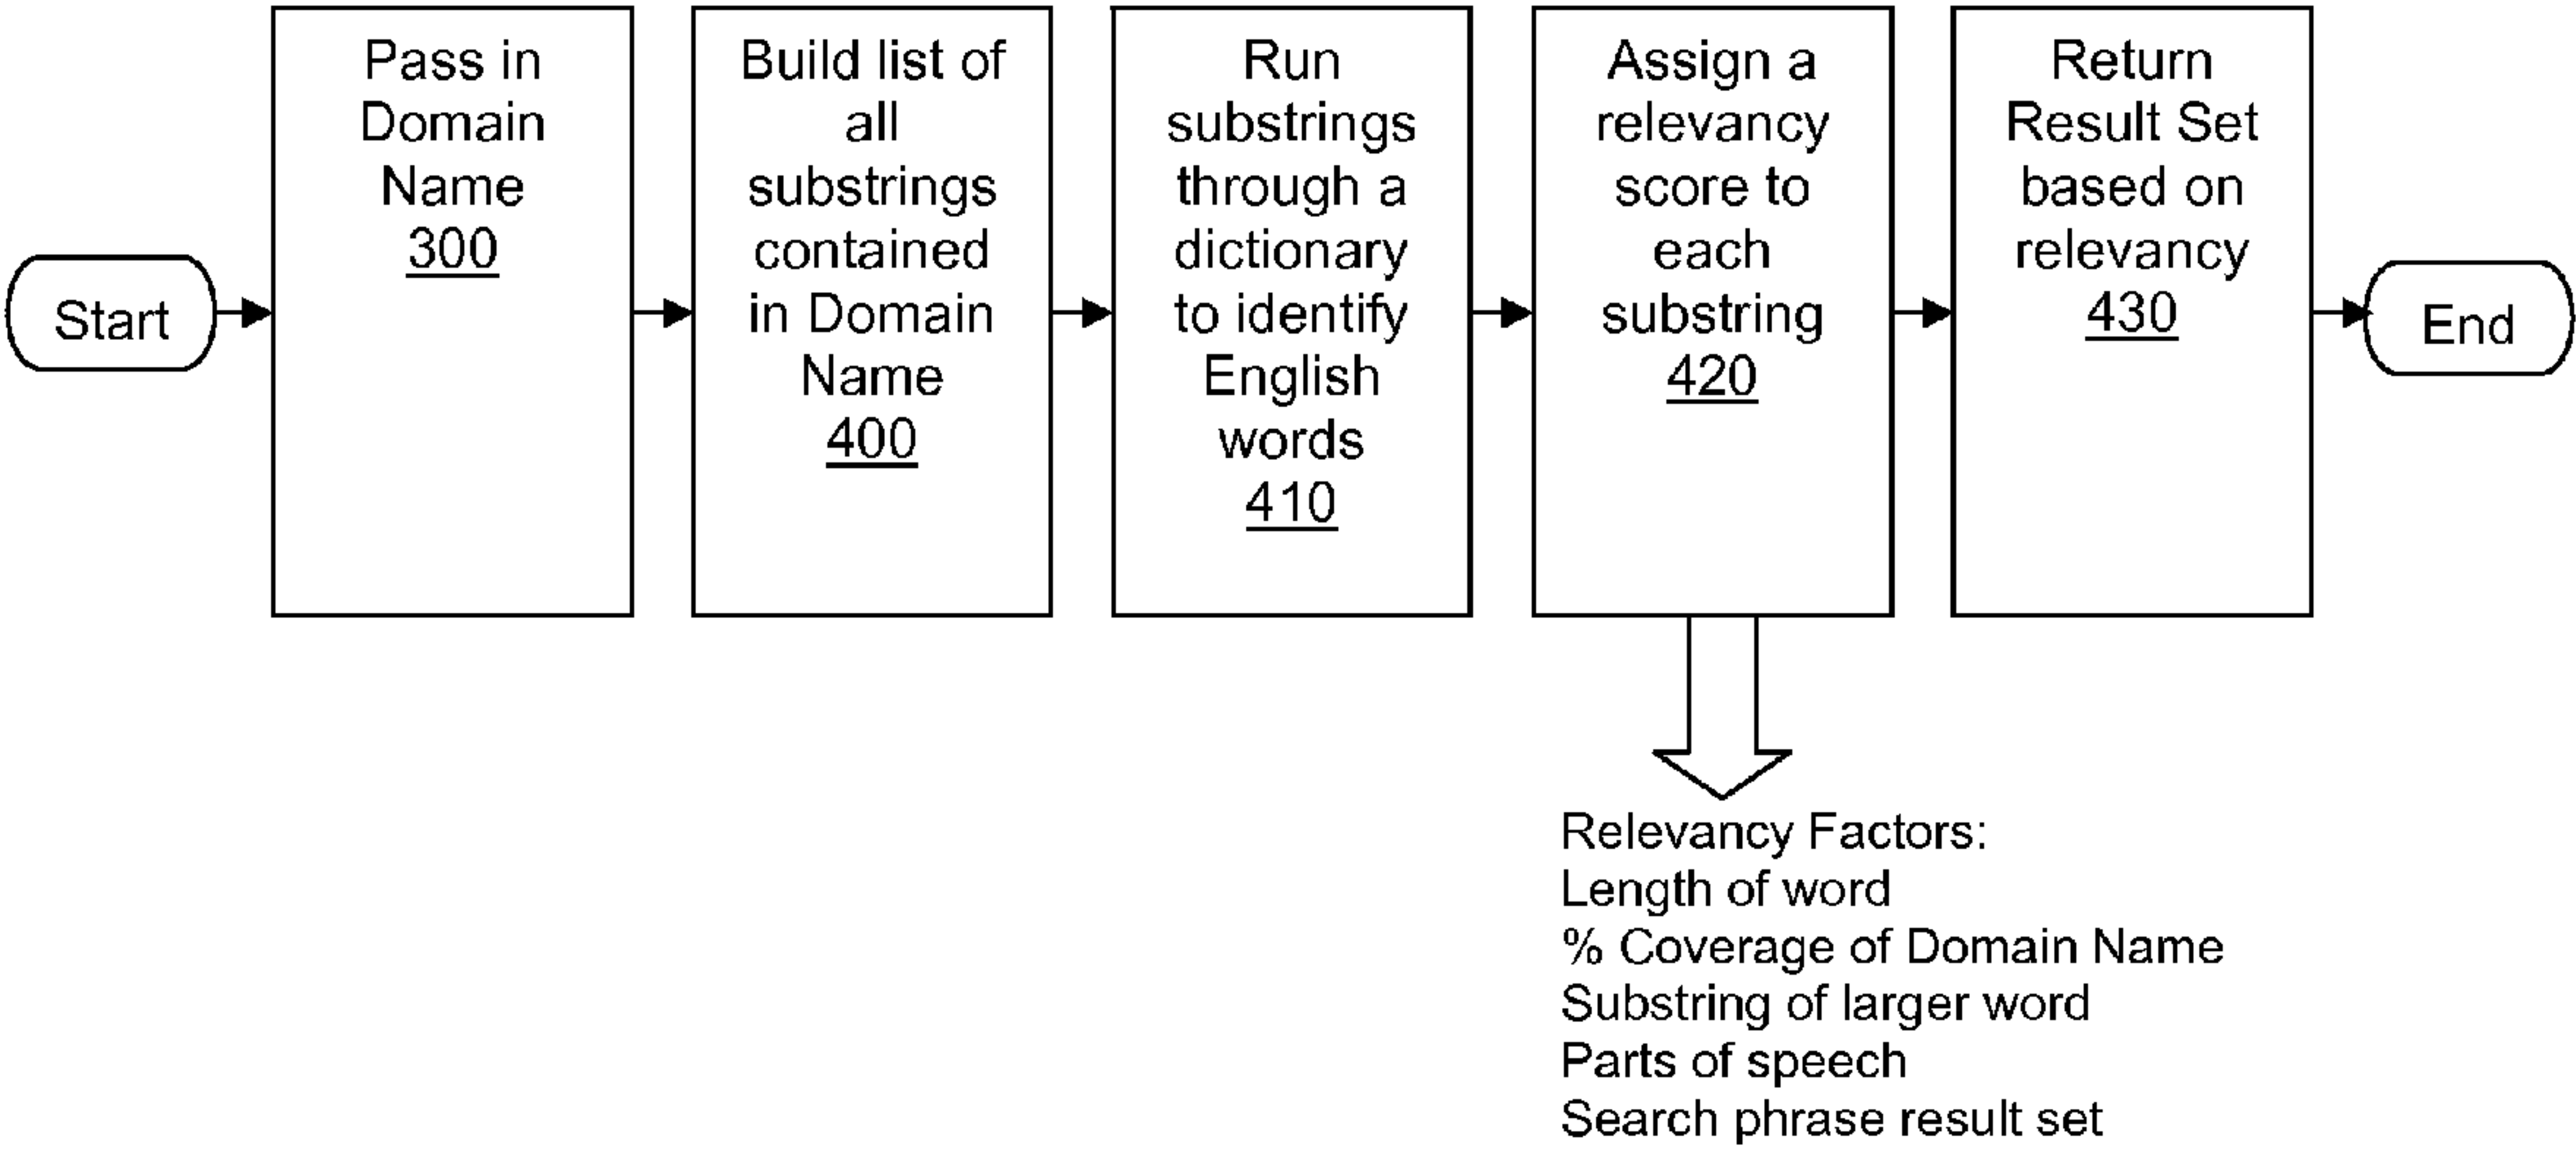 Start
Pass in
Domain
Name
300
Build list of
all
substrings
contained
in Domain
Name
400
Run
substrings
through a
dictionary
to identify
English
words
410
Assign a
relevancy
score to
each
substring
420
Return
Result Set
based on
relevancy
430
End
Relevancy Factors:
Length of word
% Coverage of Domain Name
Substring of larger word
Parts of speech
Search phrase result set